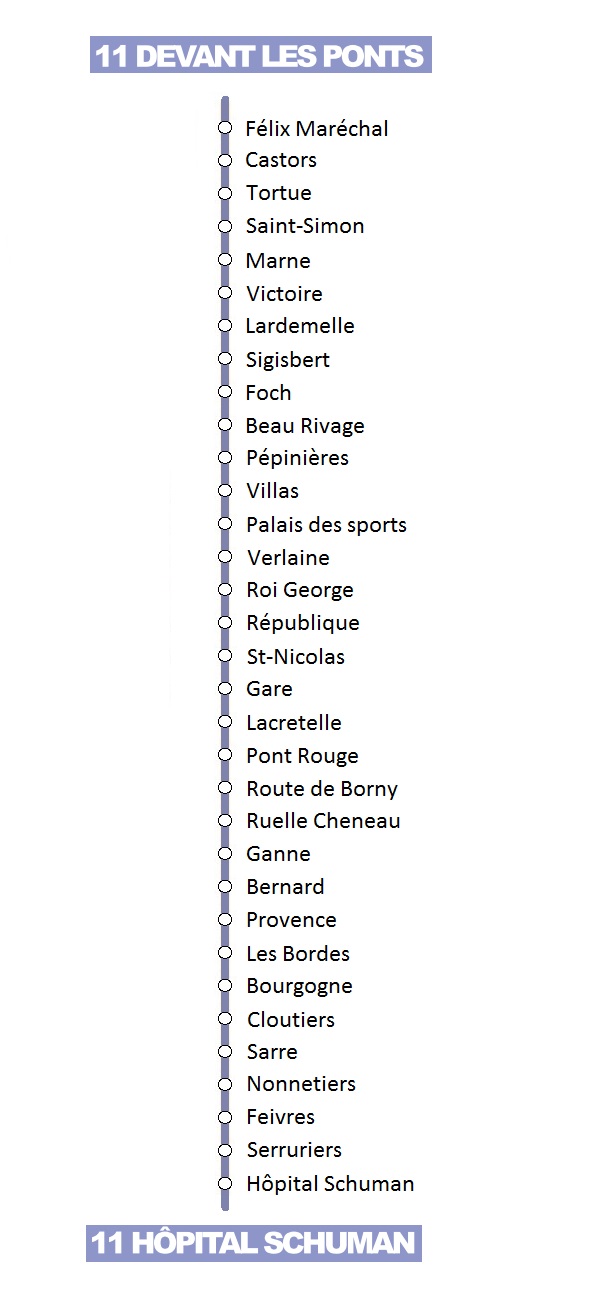 11 DEVANT LES PONTS
Félix Maréchal
Castors
Tortue
Saint-Simon
Marne
Victoire
Lardemelle
Sigisbert
Foch
Beau Rivage
Pépinières
Villas
Palais des sports
Verlaine
Roi George
République
St-Nicolas
Gare
Lacretelle
Pont Rouge
Route de Borny
Ruelle Cheneau
Ganne
Bernard
Provence
Les Bordes
Bourgogne
Cloutiers
Sarre
Nonnetiers
Feivres
Serruriers
Hôpital Schuman
11 HÔPITAL SCHUMAN